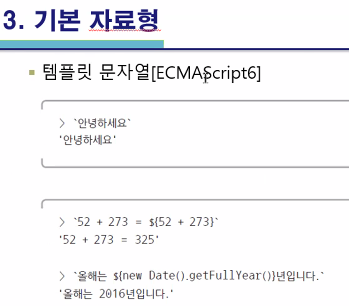 3. 기본 자료형
템플릿 문자열[ECMAScript6]
> `안녕하세요`
'안녕하세요'
> `52 + 273 = ${52 + 273}`
'52 + 273 = 325'
> `올해는 ${new Date().getFullYear()}년입니다.`
'올해는 2016년입니다.'